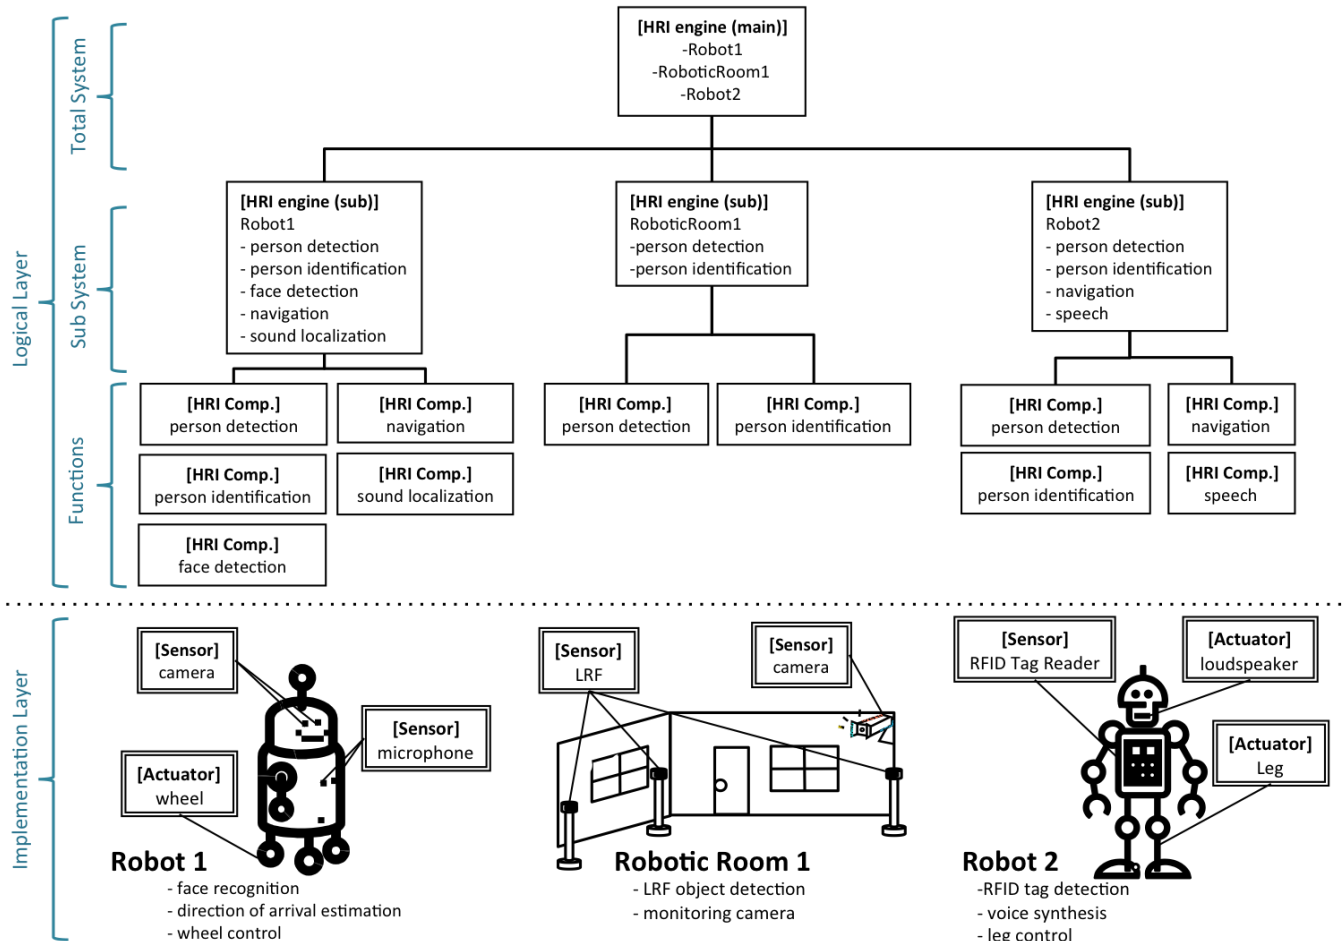 Logical Layer
Total System
[HRI engine (main)]
-Robot1
-RoboticRoom1
-Robot2
Sub System
[HRI engine (sub)]
Robot1
- person detection
- person identification
- face detection
- navigation
- sound localization
[HRI engine (sub)]
RoboticRoom1
-person detection
-person identification
[HRI engine (sub)]
Robot2
- person detection
- person identification
- navigation
- speech
Functions
[HRI Comp.]
person detection
[HRI Comp.]
navigation
[HRI Comp.]
person identification
[HRI Comp.]
sound localization
[HRI Comp.]
face detection
[HRI Comp.]
person detection
[HRI Comp.]
person identification
[HRI Comp.]
person detection
[HRI Comp.]
navigation
[HRI Comp.]
person identification
[HRI Comp.]
speech
Implementation Layer
[Sensor]
camera
[Sensor]
microphone
[Actuator]
wheel
Robot 1
- face recognition
- direction of arrival estimation
- wheel control
[Sensor]
LRF
[Sensor]
camera
Robotic Room 1
- LRF object detection
- monitoring camera
[Sensor]
RFID Tag Reader
[Actuator]
loudspeaker
[Actuator]
Leg
Robot 2
-RFID tag detection
- voice synthesis
- leg control